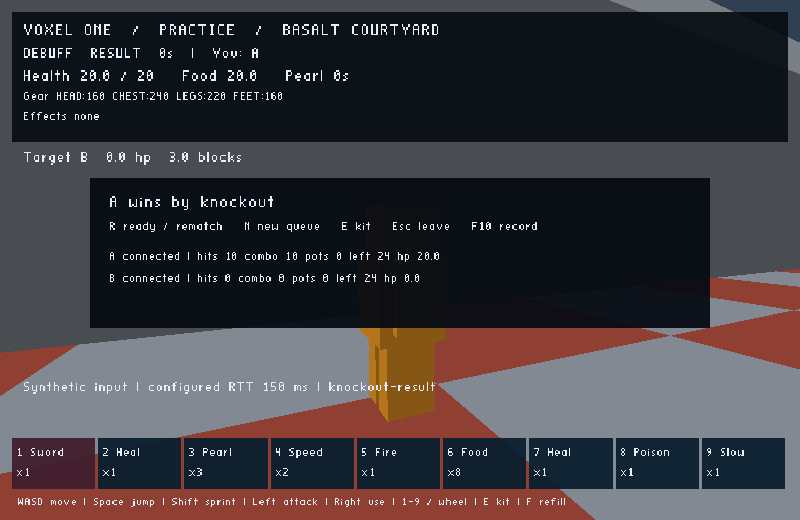 VOXEL ONE / PRACTICE / BASALT COURTYARD
DEBUFF RESULT 0s | You: A
Health 20.0 / 20 Food 20.0 Pearl 0s
Gear HEAD:160 CHEST:240 LEGS:220 FEET:160
Effects none
Target B 0.0 hp 3.0 blocks
A wins by knockout
R ready / rematch N new queue E kit Esc leave F10 record
A connected | hits 10 combo 10 pots 0 left 24 hp 20.0
B connected | hits 0 combo 0 pots 0 left 24 hp 0.0
Synthetic input | configured RTT 150 ms | knockout-result
1 Sword 2 Heal 3 Pearl 4 Speed 5 Fire 6 Food 7 Heal 8 Poison 9 Slow
x1 x1 x3 x2 x1 x8 x1 x1 x1
WASD move | Space jump | Shift sprint | Left attack | Right use | 1-9 / wheel | E kit | F refill